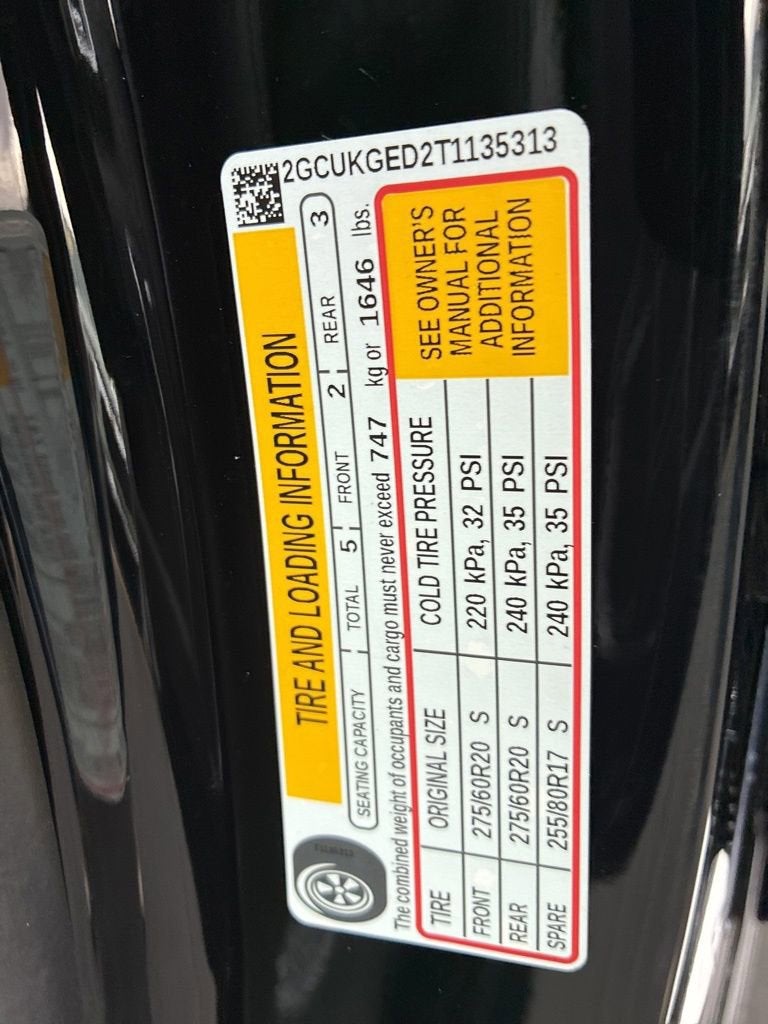 2GCUKGED2T1135313
TIRE AND LOADING INFORMATION
SEATING CAPACITY TOTAL 5 FRONT 2 REAR 3
The combined weight of occupants and cargo must never exceed 747 kg or 1646 lbs.
TIRE ORIGINAL SIZE COLD TIRE PRESSURE
FRONT 275/60R20 S 220 kPa, 32 PSI
REAR 275/60R20 S 240 kPa, 35 PSI
SPARE 255/80R17 S 240 kPa, 35 PSI
SEE OWNER'S
MANUAL FOR
ADDITIONAL
INFORMATION